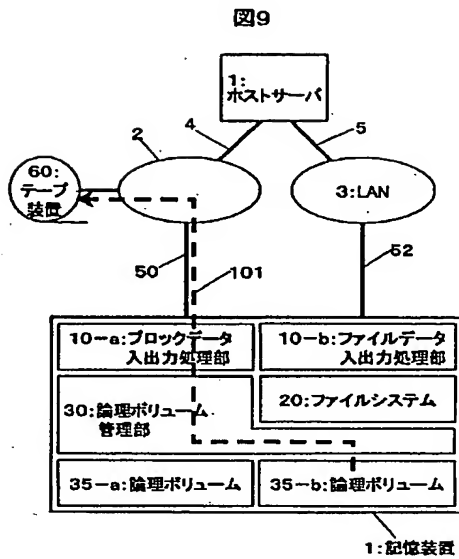 図9
1:
ホストサーバ
4
5
2
60:
テープ
装置
3:LAN
50
101
52
10-a:ブロックデータ
入出力処理部
10-b:ファイルデータ
入出力処理部
30:論理ボリューム
管理部
20:ファイルシステム
35-a:論理ボリューム
35-b:論理ボリューム
1:記憶装置